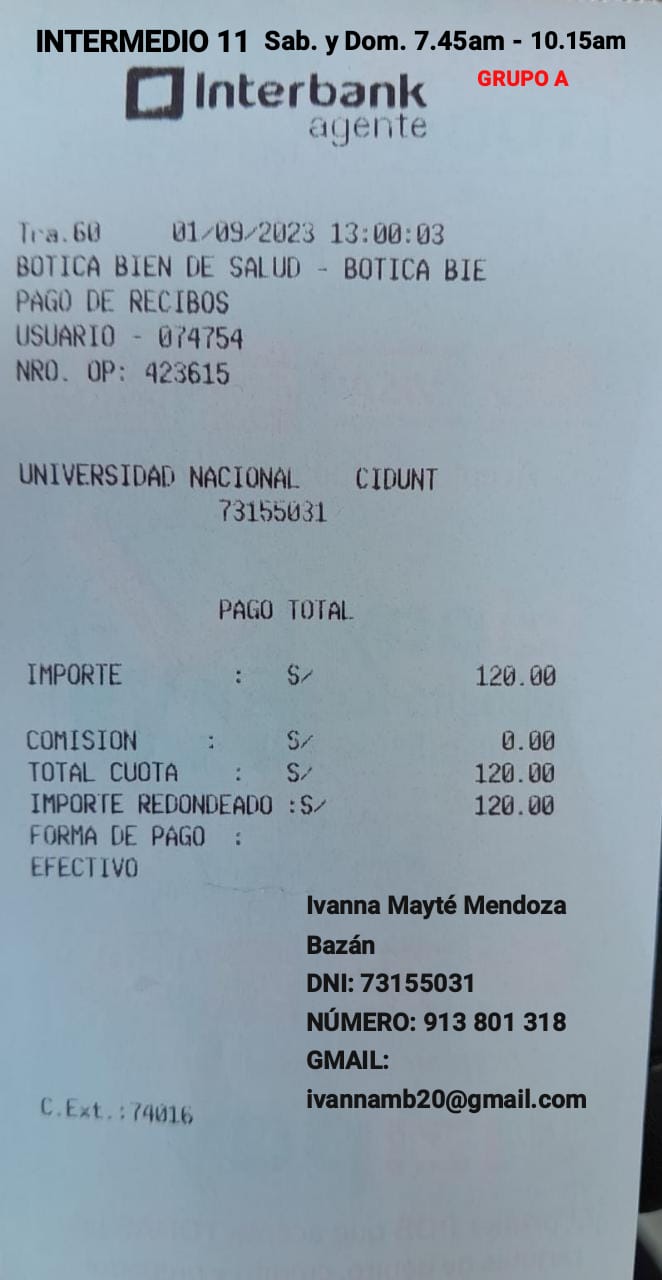 INTERMEDIO 11 Sab. y Dom. 7.45am - 10.15am
GRUPO A
Interbank
agente
Tra.60 01/09/2023 13:00:03
BOTICA BIEN DE SALUD - BOTICA BIE
PAGO DE RECIBOS
USUARIO - 074754
NRO. OP: 423615
UNIVERSIDAD NACIONAL CIDUNT
73155031
PAGO TOTAL
IMPORTE : S/ 120.00
COMISION : S/ 0.00
TOTAL CUOTA : S/ 120.00
IMPORTE REDONDEADO :S/ 120.00
FORMA DE PAGO :
EFECTIVO
Ivanna Mayté Mendoza
Bazán
DNI: 73155031
NÚMERO: 913 801 318
GMAIL:
ivannamb20@gmail.com
C.Ext.:74016